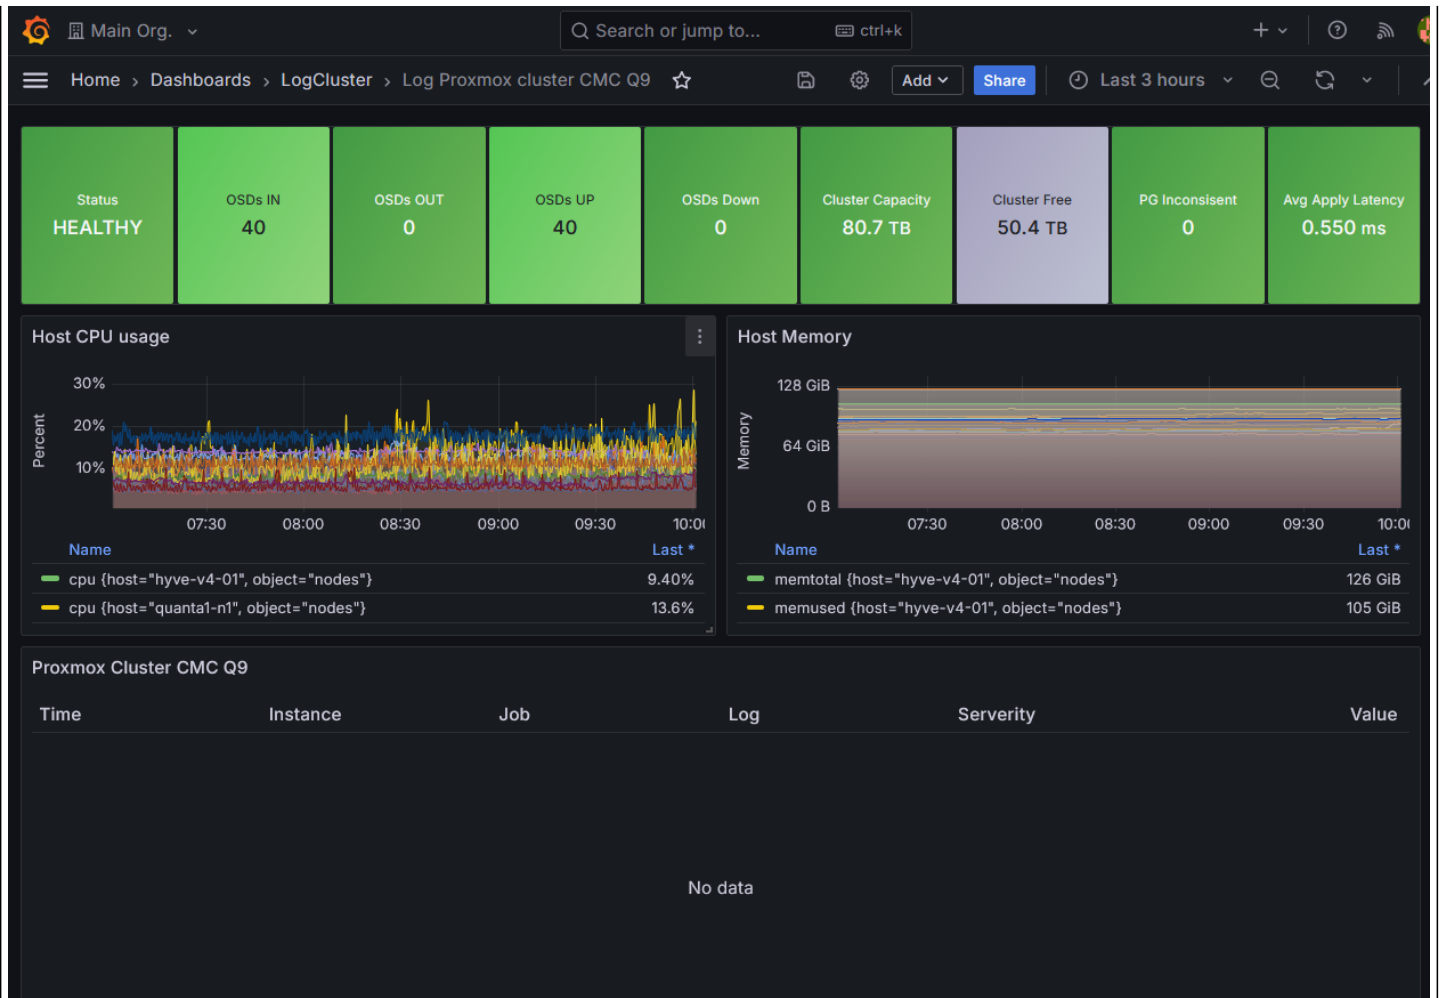 Main Org.
Search or jump to...
ctrl+k
Home › Dashboards › LogCluster › Log Proxmox cluster CMC Q9
Add
Share
Last 3 hours
Status
HEALTHY
OSDs IN
40
OSDs OUT
0
OSDs UP
40
OSDs Down
0
Cluster Capacity
80.7 TB
Cluster Free
50.4 TB
PG Inconsisent
0
Avg Apply Latency
0.550 ms
Host CPU usage
Percent
30%
20%
10%
07:30 08:00 08:30 09:00 09:30 10:00
Name Last *
cpu {host="hyve-v4-01", object="nodes"} 9.40%
cpu {host="quanta1-n1", object="nodes"} 13.6%
Host Memory
Memory
128 GiB
64 GiB
0 B
07:30 08:00 08:30 09:00 09:30 10:00
Name Last *
memtotal {host="hyve-v4-01", object="nodes"} 126 GiB
memused {host="hyve-v4-01", object="nodes"} 105 GiB
Proxmox Cluster CMC Q9
Time Instance Job Log Serverity Value
No data